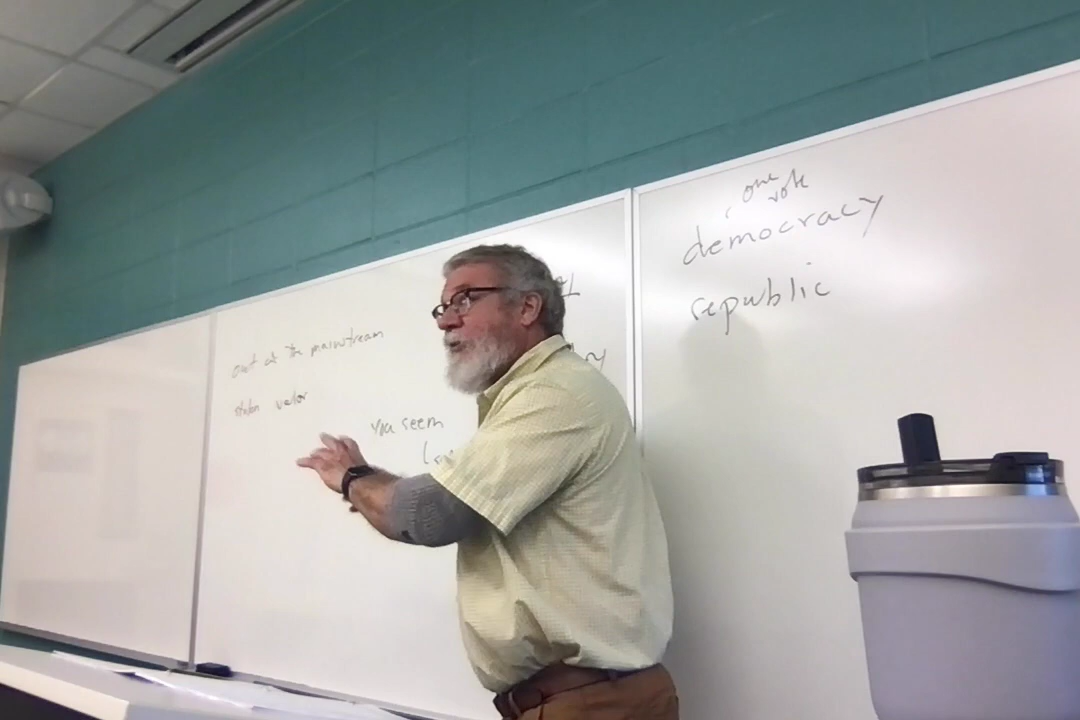 out of the mainstream
stolen valor
you seem
one
vote
democracy
republic